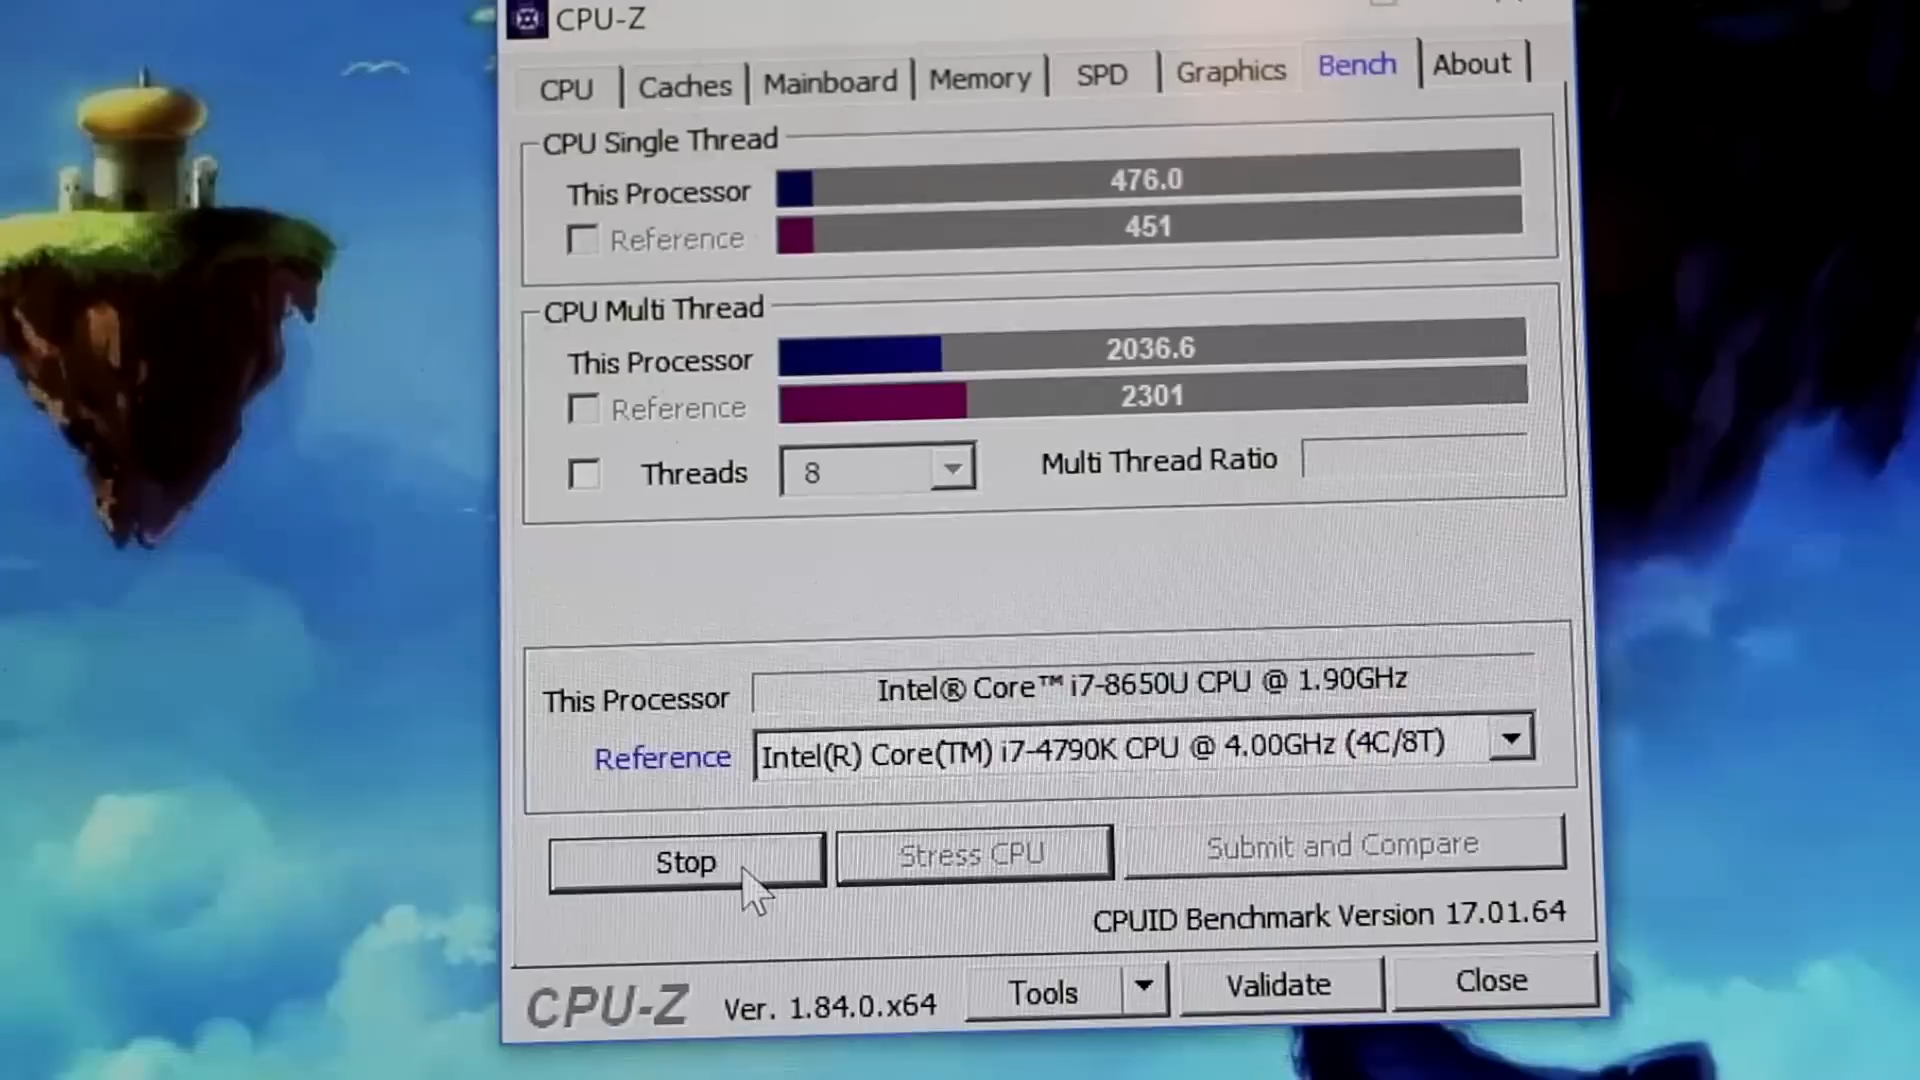 CPU-Z
CPU Caches Mainboard Memory SPD Graphics Bench About
CPU Single Thread
This Processor 476.0
Reference 451
CPU Multi Thread
This Processor 2036.6
Reference 2301
Threads 8 Multi Thread Ratio
This Processor Intel® Core™ i7-8650U CPU @ 1.90GHz
Reference Intel(R) Core(TM) i7-4790K CPU @ 4.00GHz (4C/8T)
Stop Stress CPU Submit and Compare
CPUID Benchmark Version 17.01.64
CPU-Z Ver. 1.84.0.x64 Tools Validate Close